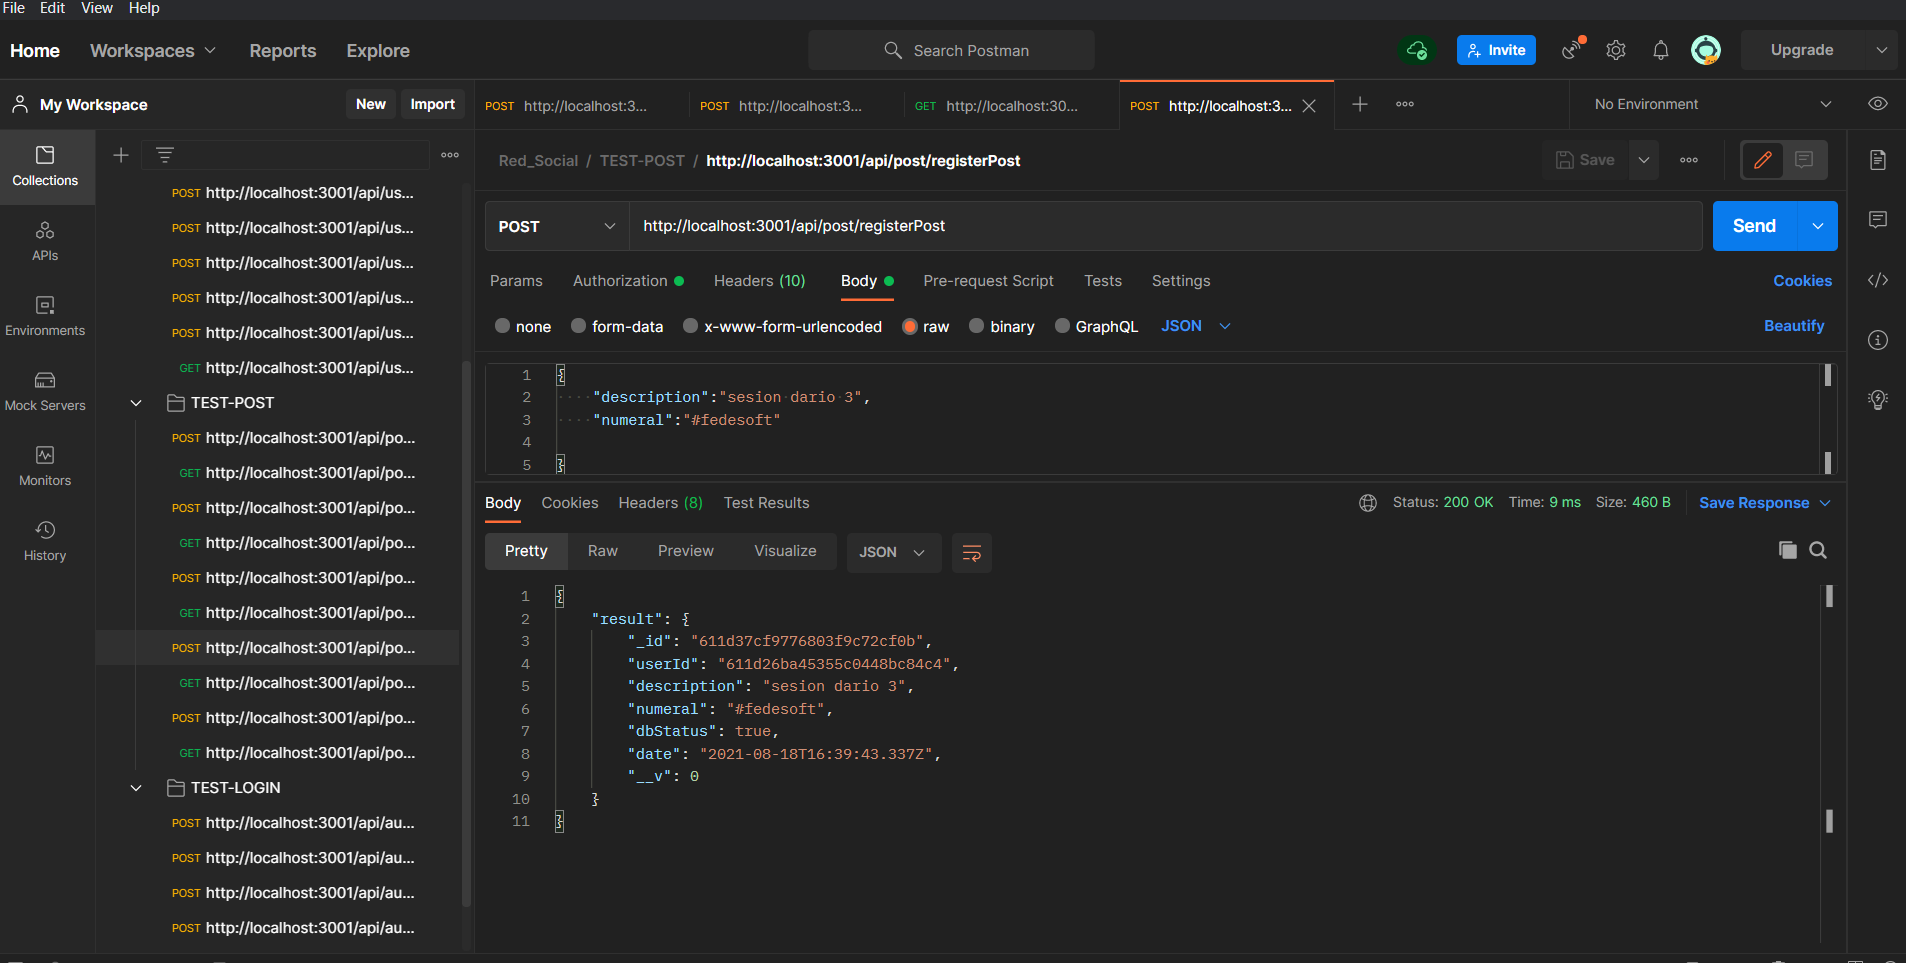 File Edit View Help
Home Workspaces Reports Explore Search Postman Invite Upgrade
My Workspace New Import
POST http://localhost:3... POST http://localhost:3... GET http://localhost:30... POST http://localhost:3... No Environment
Collections
APIs
Environments
Mock Servers
Monitors
History
POST http://localhost:3001/api/us...
POST http://localhost:3001/api/us...
POST http://localhost:3001/api/us...
POST http://localhost:3001/api/us...
POST http://localhost:3001/api/us...
GET http://localhost:3001/api/us...
TEST-POST
POST http://localhost:3001/api/po...
GET http://localhost:3001/api/po...
POST http://localhost:3001/api/po...
GET http://localhost:3001/api/po...
POST http://localhost:3001/api/po...
GET http://localhost:3001/api/po...
POST http://localhost:3001/api/po...
GET http://localhost:3001/api/po...
POST http://localhost:3001/api/po...
GET http://localhost:3001/api/po...
TEST-LOGIN
POST http://localhost:3001/api/au...
POST http://localhost:3001/api/au...
POST http://localhost:3001/api/au...
POST http://localhost:3001/api/au...
Red_Social / TEST-POST / http://localhost:3001/api/post/registerPost Save
POST http://localhost:3001/api/post/registerPost Send
Params Authorization Headers (10) Body Pre-request Script Tests Settings Cookies
none form-data x-www-form-urlencoded raw binary GraphQL JSON Beautify
1 {
2 "description":"sesion dario 3",
3 "numeral":"#fedesoft"
4
5 }
Body Cookies Headers (8) Test Results Status: 200 OK Time: 9 ms Size: 460 B Save Response
Pretty Raw Preview Visualize JSON
1 {
2 "result": {
3 "_id": "611d37cf9776803f9c72cf0b",
4 "userId": "611d26ba45355c0448bc84c4",
5 "description": "sesion dario 3",
6 "numeral": "#fedesoft",
7 "dbStatus": true,
8 "date": "2021-08-18T16:39:43.337Z",
9 "__v": 0
10 }
11 }